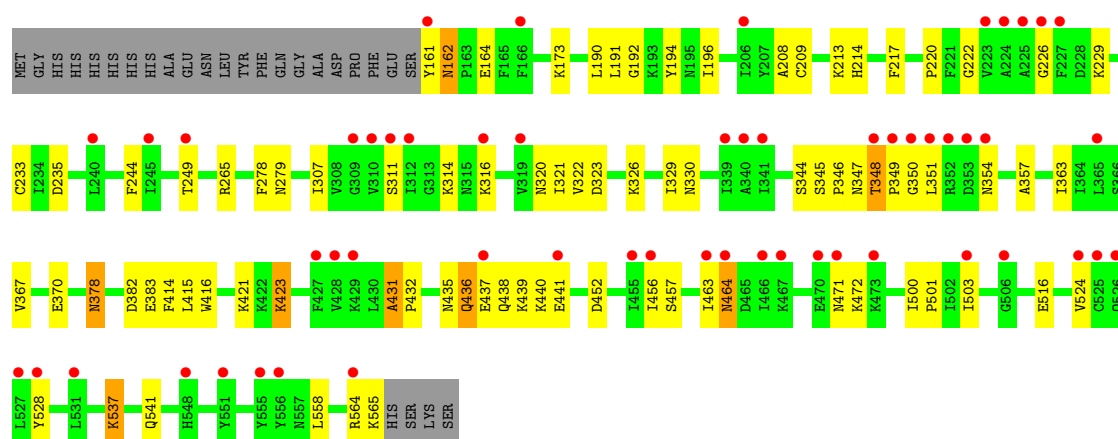 MET GLY HIS HIS HIS HIS HIS HIS HIS ALA GLU ASN LEU TYR PHE GLN GLY ALA ASP PRO PHE GLU SER Y161 N162 P163 E164 F165 F166 K173 L190 L191 G192 K193 Y194 N195 I196 I206 Y207 A208 C209 K213 H214 F217 P220 F221 G222 V223 A224 A225 G226 F227 D228 K229
C233 I234 D235 L240 F244 I245 T249 R265 F278 N279 I307 V308 G309 V310 S311 I312 G313 K314 N315 K316 V319 N320 I321 V322 D323 K326 I329 N330 I339 A340 I341 S344 S345 P346 N347 T348 P349 G350 L351 R352 D353 N354 A357 I363 I364 L365 S366
V367 E370 N378 D382 E383 F414 L415 W416 K421 K422 K423 F427 V428 K429 L430 A431 P432 N435 Q436 E437 Q438 K439 K440 E441 D452 I455 I456 S457 I463 N464 D465 I466 K467 E470 N471 K472 K473 I500 P501 I502 I503 G506 E516 V524 C525
L527 Y528 L531 K537 Q541 H548 Y551 Y555 Y556 N557 L558 R564 K565 HIS SER LYS SER